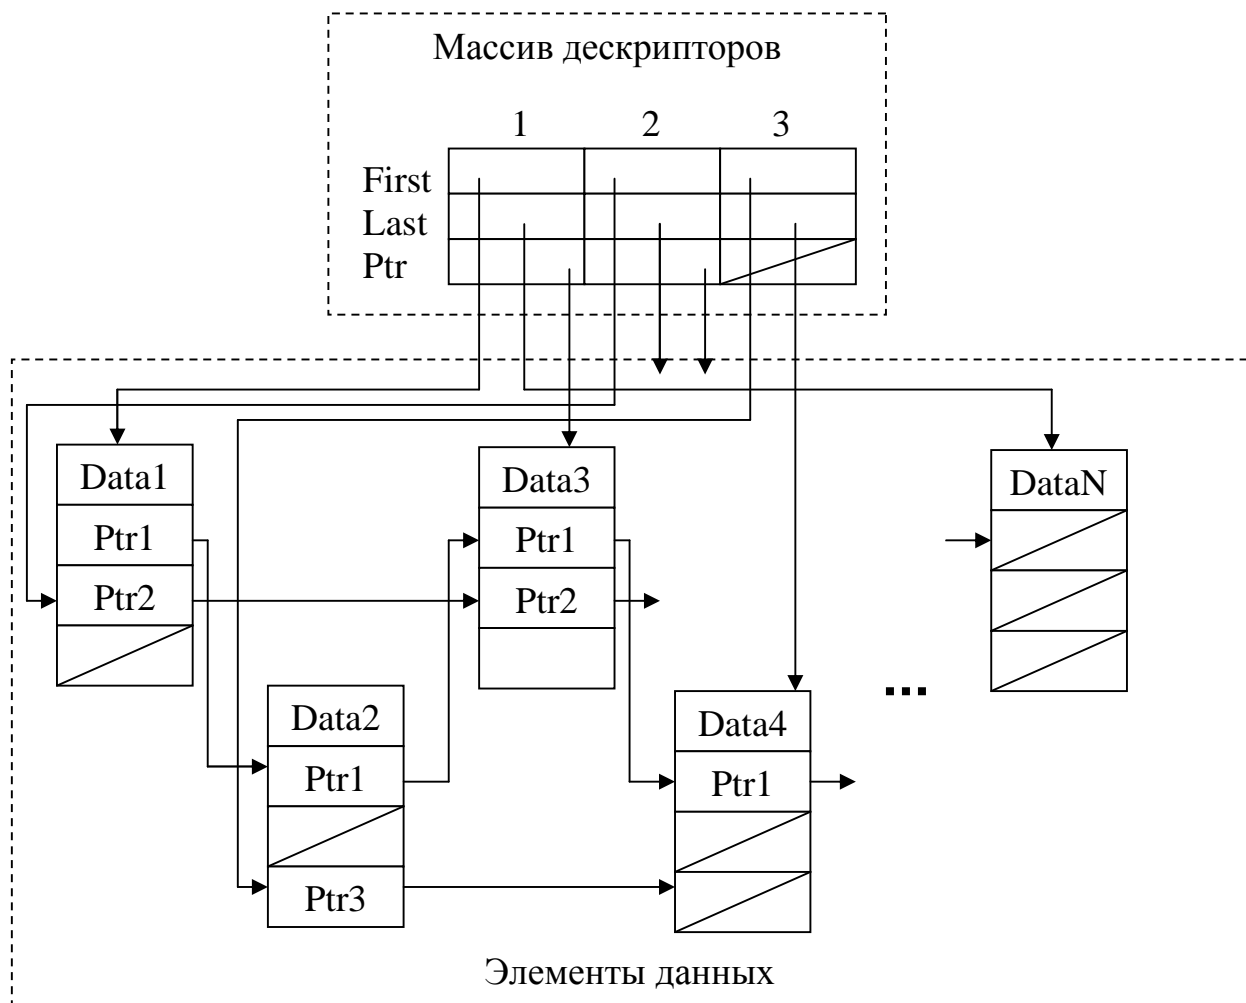 Массив дескрипторов
1 2 3
First
Last
Ptr
Data1
Ptr1
Ptr2
Data3
Ptr1
Ptr2
DataN
Data2
Ptr1
Ptr3
Data4
Ptr1
...
Элементы данных